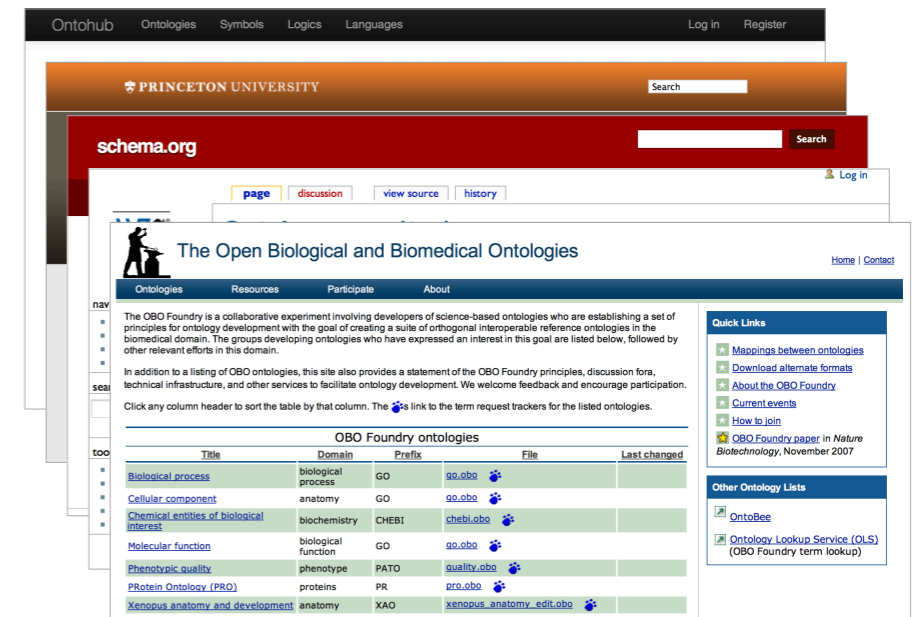 Ontohub Ontologies Symbols Logics Languages Log in Register
PRINCETON UNIVERSITY Search
schema.org Search
Log in
page discussion view source history
The Open Biological and Biomedical Ontologies
Home | Contact
Ontologies Resources Participate About
nav
sear
too
The OBO Foundry is a collaborative experiment involving developers of science-based ontologies who are establishing a set of
principles for ontology development with the goal of creating a suite of orthogonal interoperable reference ontologies in the
biomedical domain. The groups developing ontologies who have expressed an interest in this goal are listed below, followed by
other relevant efforts in this domain.
In addition to a listing of OBO ontologies, this site also provides a statement of the OBO Foundry principles, discussion fora,
technical infrastructure, and other services to facilitate ontology development. We welcome feedback and encourage participation.
Click any column header to sort the table by that column. The s link to the term request trackers for the listed ontologies.
OBO Foundry ontologies
Title Domain Prefix File Last changed
Biological process biological process GO go.obo
Cellular component anatomy GO go.obo
Chemical entities of biological interest biochemistry CHEBI chebi.obo
Molecular function biological function GO go.obo
Phenotypic quality phenotype PATO quality.obo
PRotein Ontology (PRO) proteins PR pro.obo
Xenopus anatomy and development anatomy XAO xenopus_anatomy_edit.obo
Quick Links
Mappings between ontologies
Download alternate formats
About the OBO Foundry
Current events
How to join
OBO Foundry paper in Nature
Biotechnology, November 2007
Other Ontology Lists
OntoBee
Ontology Lookup Service (OLS)
(OBO Foundry term lookup)